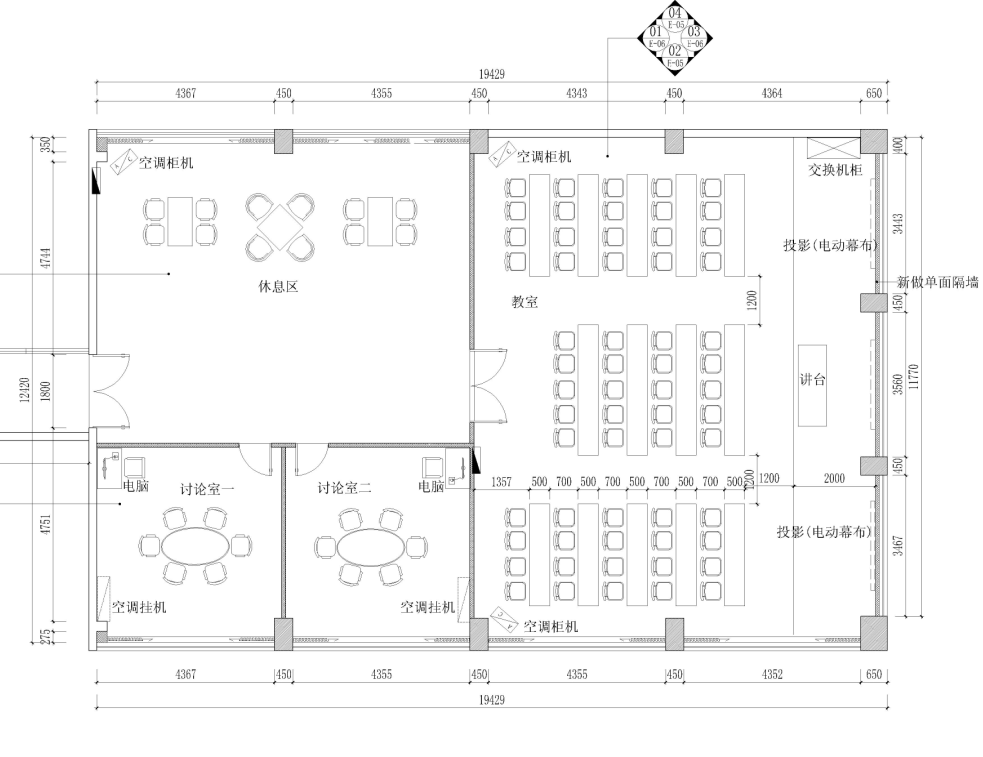 04
E-05
01
E-06
03
E-06
02
E-05
19429
4367 450 4355 450 4343 450 4364 650
350
400
空调柜机
A C
空调柜机
A C
交换机柜
4744
3443
投影(电动幕布)
新做单面隔墙
休息区
教室
1200
450
12420
1800
讲台
3560
11770
450
电脑
讨论室一
讨论室二
电脑
1357 500 700 500 700 500 700 500 700 500 1200 1200 2000
4751
投影(电动幕布)
3467
空调挂机
空调挂机
空调柜机
C A
275
4367 450 4355 450 4355 450 4352 650
19429